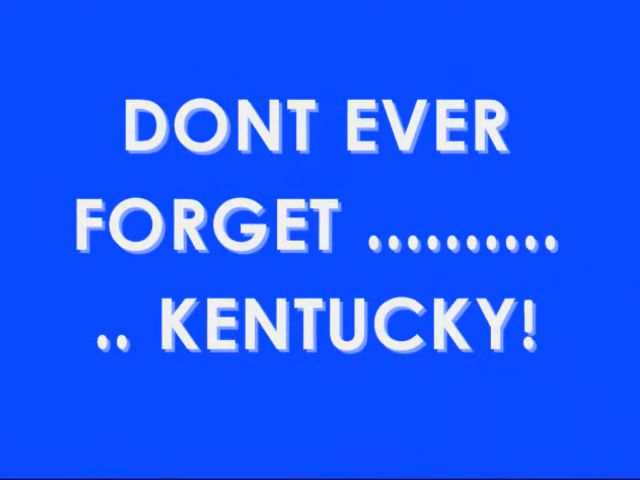 DONT EVER
FORGET ..........
.. KENTUCKY!